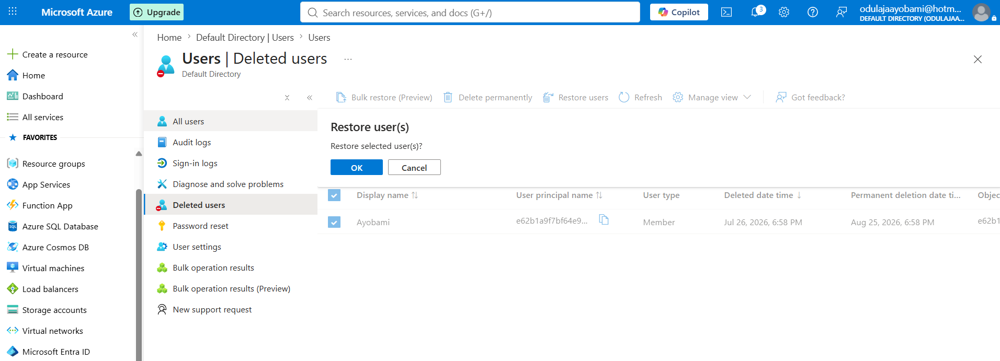 Microsoft Azure
Upgrade
Search resources, services, and docs (G+/)
Copilot
3
odulajaayobami@hotm...
DEFAULT DIRECTORY (ODULAJAA...
Create a resource
Home
Dashboard
All services
FAVORITES
Resource groups
App Services
Function App
SQL
Azure SQL Database
Azure Cosmos DB
Virtual machines
Load balancers
Storage accounts
Virtual networks
Microsoft Entra ID
Home > Default Directory | Users > Users
Users | Deleted users ...
Default Directory
All users
Audit logs
Sign-in logs
Diagnose and solve problems
Deleted users
Password reset
User settings
Bulk operation results
Bulk operation results (Preview)
New support request
Bulk restore (Preview) Delete permanently Restore users Refresh Manage view Got feedback?
Restore user(s)
Restore selected user(s)?
OK Cancel
Display name User principal name User type Deleted date time Permanent deletion date ti... Objec
Ayobami e62b1a9f7bf64e9... Member Jul 26, 2026, 6:58 PM Aug 25, 2026, 6:58 PM e62b1